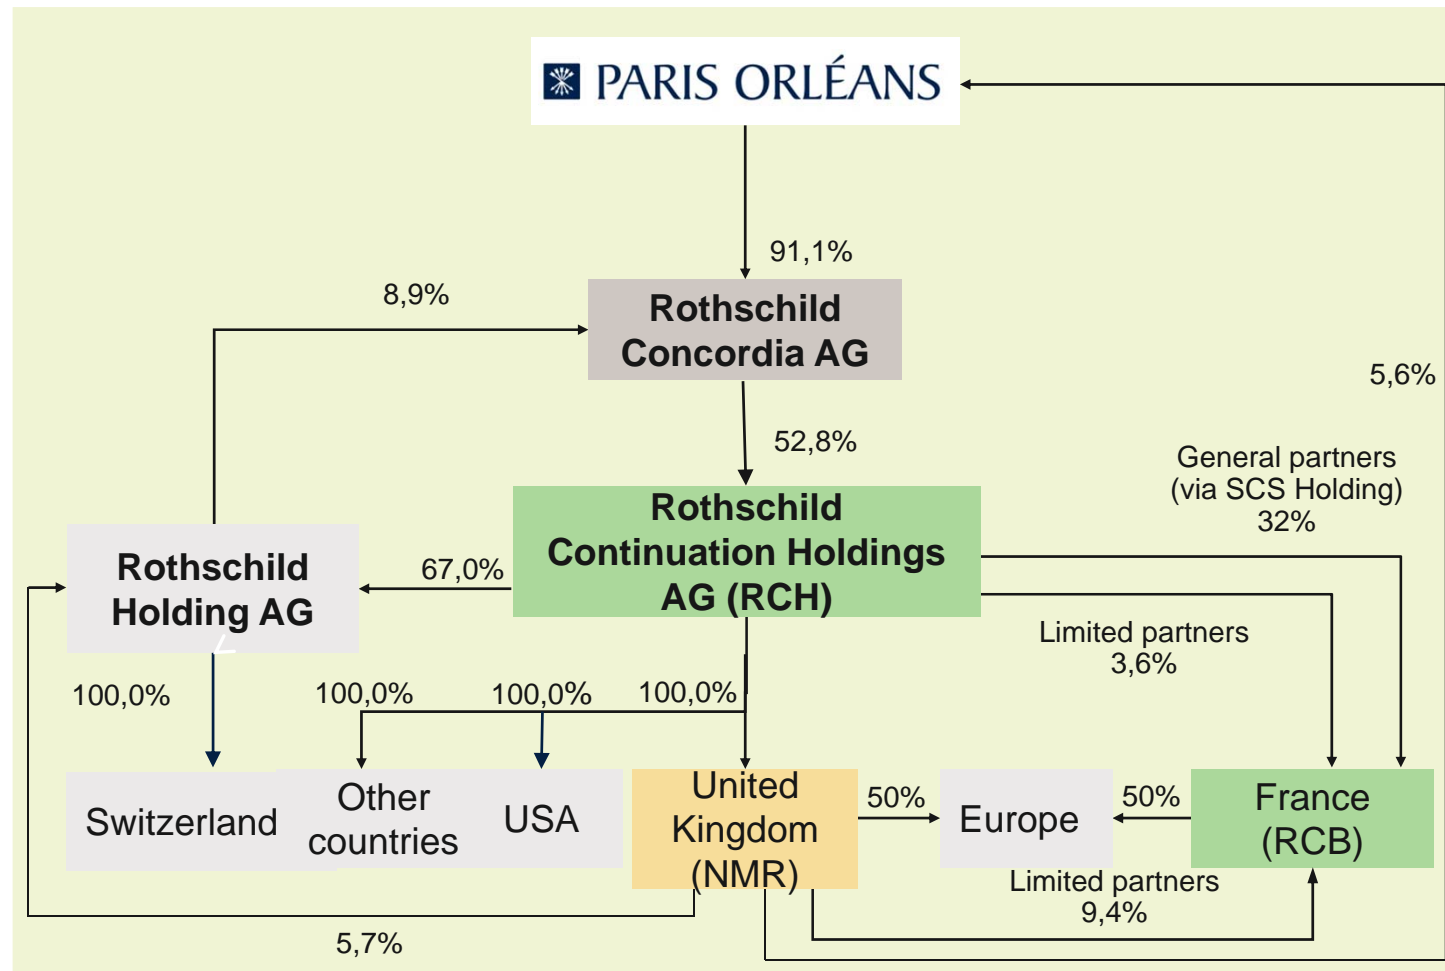 PARIS ORLÉANS
91,1%
8,9%
Rothschild
Concordia AG
5,6%
52,8%
General partners
(via SCS Holding)
32%
Rothschild
Continuation Holdings
AG (RCH)
Rothschild
Holding AG
67,0%
Limited partners
3,6%
100,0%
100,0%
100,0%
100,0%
Switzerland
Other
countries
USA
United
Kingdom
(NMR)
50%
Europe
50%
France
(RCB)
Limited partners
9,4%
5,7%